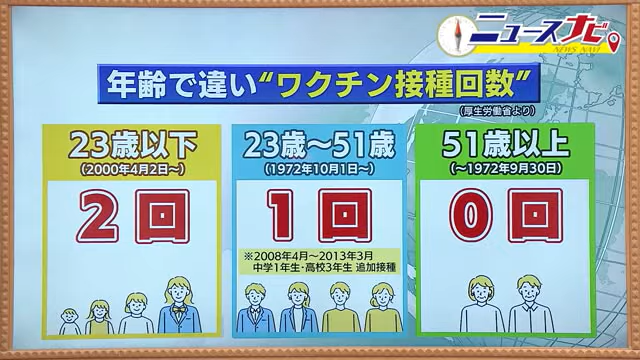 ニュースナビ
NEWS NAVI
年齢で違い“ワクチン接種回数”
(厚生労働省より)
23歳以下
(2000年4月2日～)
2回
23歳～51歳
(1972年10月1日～)
1回
※2008年4月～2013年3月
中学1年生・高校3年生 追加接種
51歳以上
(～1972年9月30日)
0回